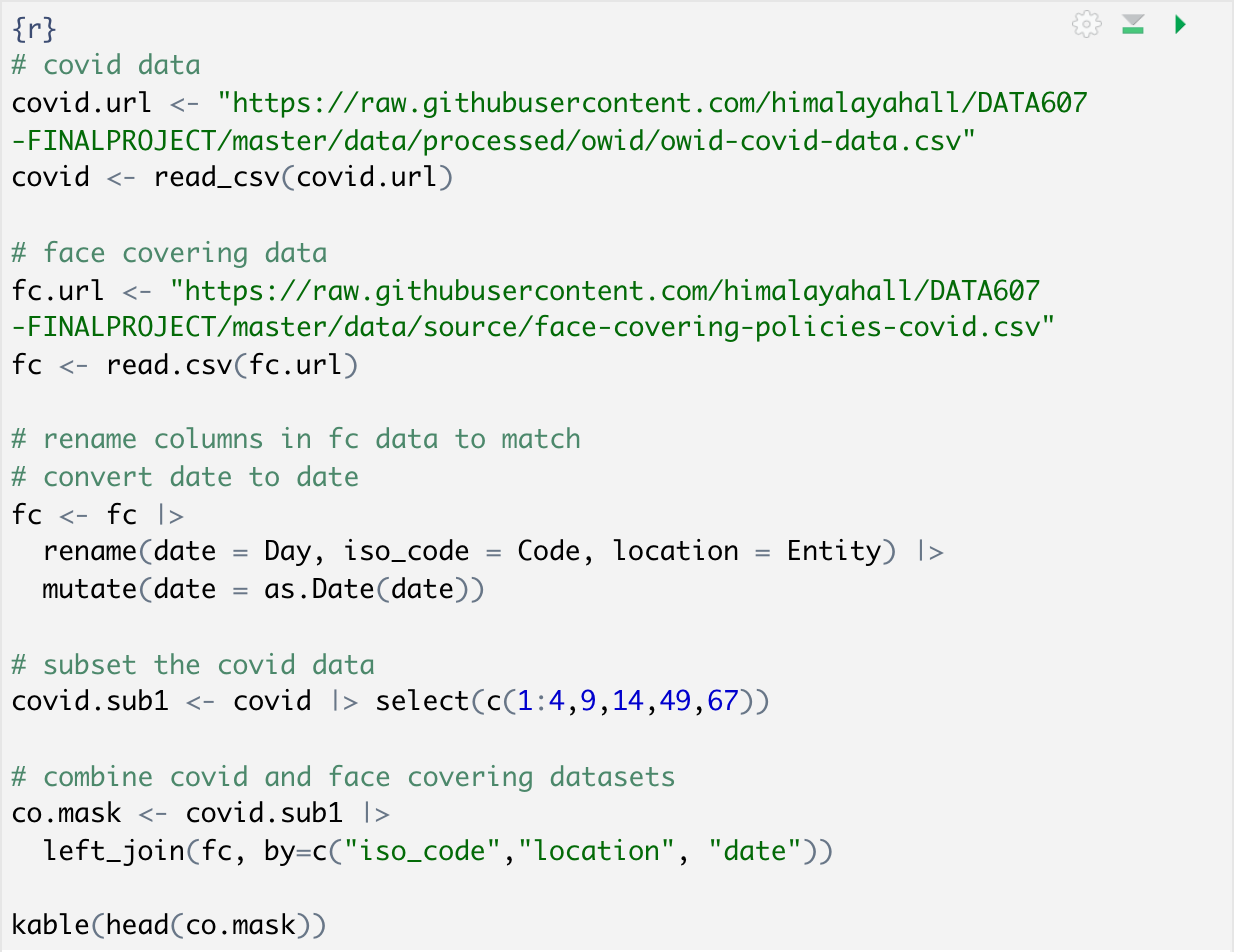 {r}
# covid data
covid.url <- "https://raw.githubusercontent.com/himalayahall/DATA607
-FINALPROJECT/master/data/processed/owid/owid-covid-data.csv"
covid <- read_csv(covid.url)

# face covering data
fc.url <- "https://raw.githubusercontent.com/himalayahall/DATA607
-FINALPROJECT/master/data/source/face-covering-policies-covid.csv"
fc <- read.csv(fc.url)

# rename columns in fc data to match
# convert date to date
fc <- fc |>
  rename(date = Day, iso_code = Code, location = Entity) |>
  mutate(date = as.Date(date))

# subset the covid data
covid.sub1 <- covid |> select(c(1:4,9,14,49,67))

# combine covid and face covering datasets
co.mask <- covid.sub1 |>
  left_join(fc, by=c("iso_code","location", "date"))

kable(head(co.mask))